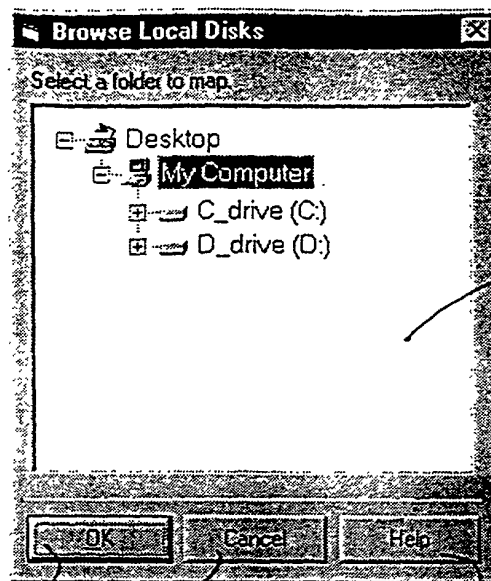 Browse Local Disks
Select a folder to map.
Desktop
My Computer
C_drive (C:)
D_drive (D:)
OK Cancel Help